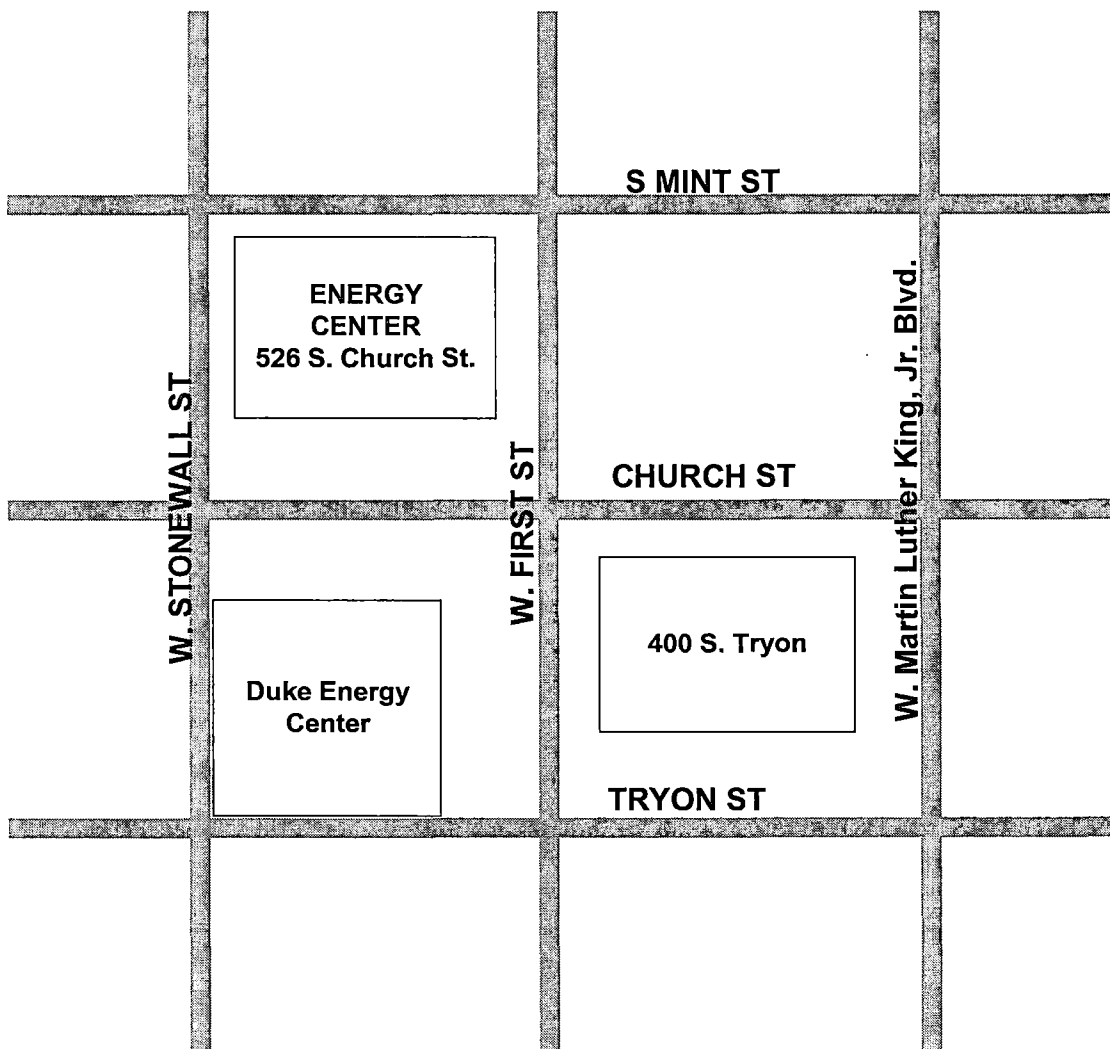 S MINT ST
ENERGY
CENTER
526 S. Church St.
W. STONEWALL ST
W. FIRST ST
W. Martin Luther King, Jr. Blvd.
CHURCH ST
400 S. Tryon
Duke Energy
Center
TRYON ST